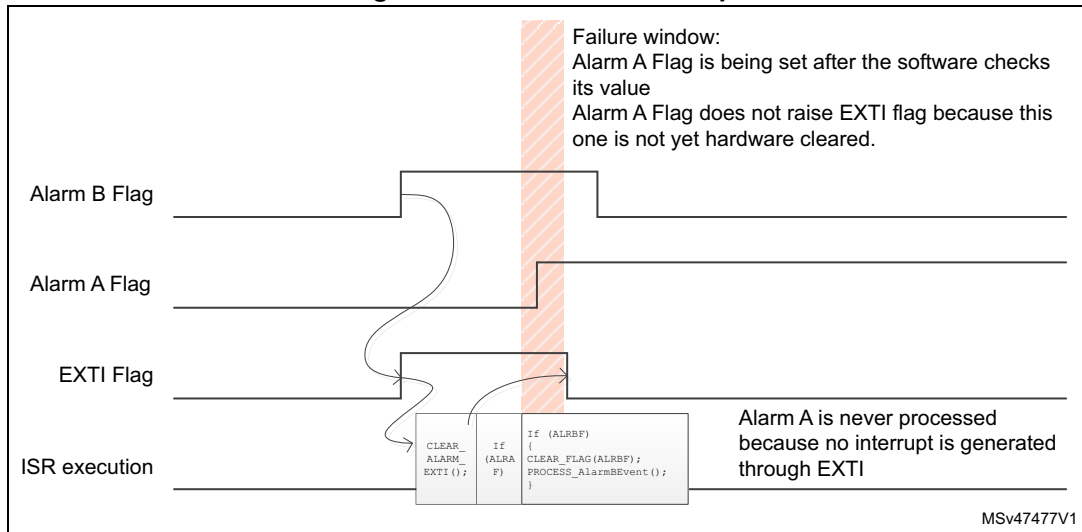 Failure window:
Alarm A Flag is being set after the software checks
its value
Alarm A Flag does not raise EXTI flag because this
one is not yet hardware cleared.
Alarm B Flag
Alarm A Flag
EXTI Flag
ISR execution
CLEAR_
ALARM_
EXTI();
If
(ALRA
F)
If (ALRBF)
{
CLEAR_FLAG(ALRBF);
PROCESS_AlarmBEvent();
}
Alarm A is never processed
because no interrupt is generated
through EXTI
MSv47477V1